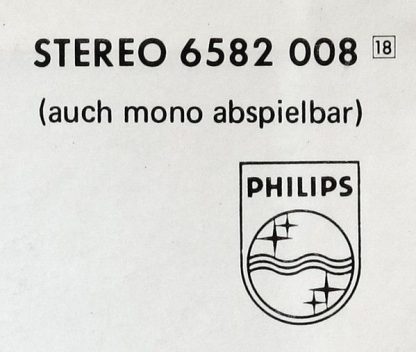 STEREO 6582 008 18
(auch mono abspielbar)
PHILIPS